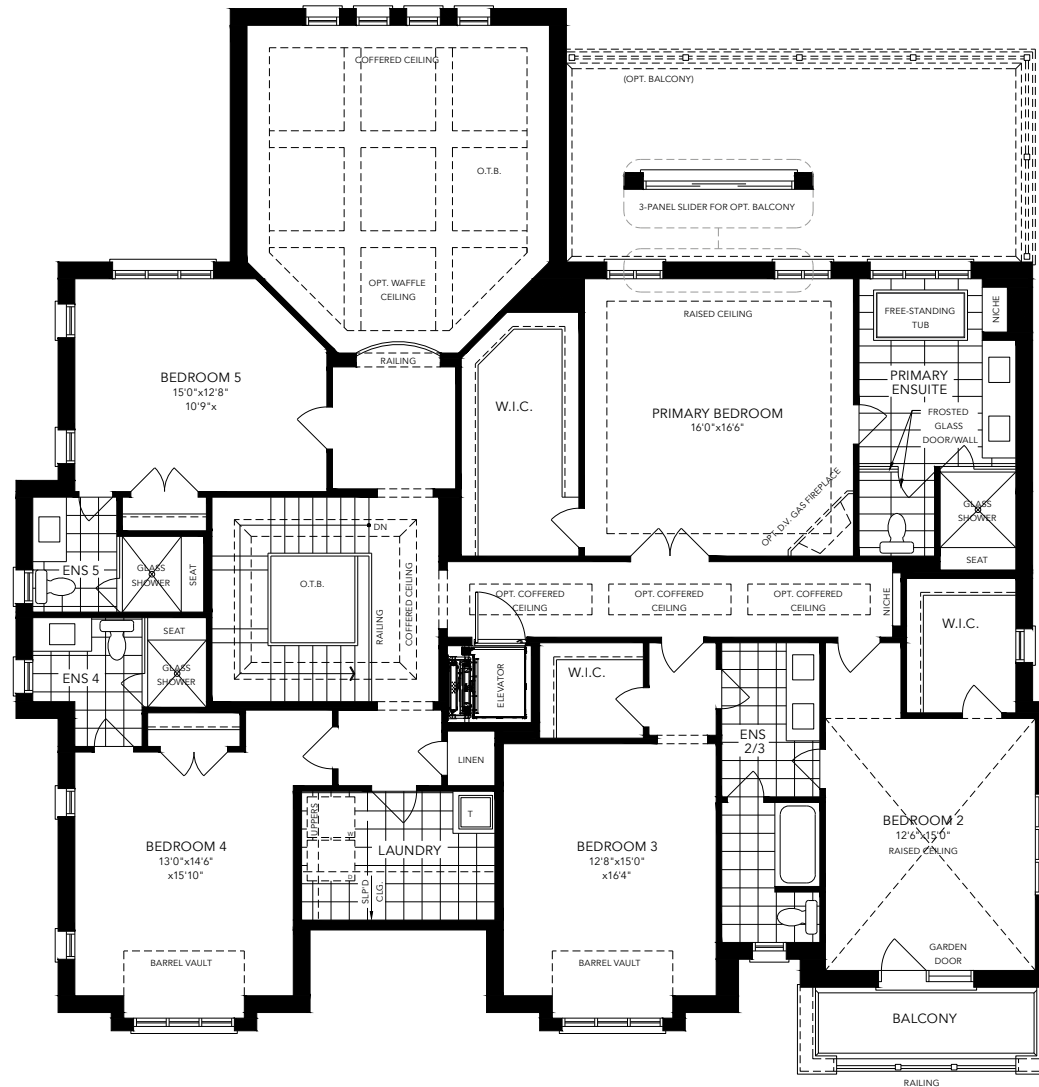 COFFERED CEILING
(OPT. BALCONY)
O.T.B.
3-PANEL SLIDER FOR OPT. BALCONY
OPT. WAFFLE
CEILING
RAISED CEILING
FREE-STANDING
TUB
NICHE
RAILING
BEDROOM 5
15'0"x12'8"
10'9"x
W.I.C.
PRIMARY BEDROOM
16'0"x16'6"
PRIMARY
ENSUITE
FROSTED
GLASS
DOOR/WALL
OPT. D.V. GAS FIREPLACE
GLASS
SHOWER
SEAT
DN
O.T.B.
RAILING
COFFERED CEILING
ENS 5
GLASS
SHOWER
SEAT
OPT. COFFERED
CEILING
OPT. COFFERED
CEILING
OPT. COFFERED
CEILING
NICHE
W.I.C.
SEAT
GLASS
SHOWER
ENS 4
ELEVATOR
W.I.C.
ENS
2/3
LINEN
BEDROOM 4
13'0"x14'6"
x15'10"
UPPERS
W
D
T
LAUNDRY
SLP'D
CLG.
BEDROOM 3
12'8"x15'0"
x16'4"
BEDROOM 2
12'6"x15'0"
RAISED CEILING
BARREL VAULT
BARREL VAULT
GARDEN
DOOR
BALCONY
RAILING